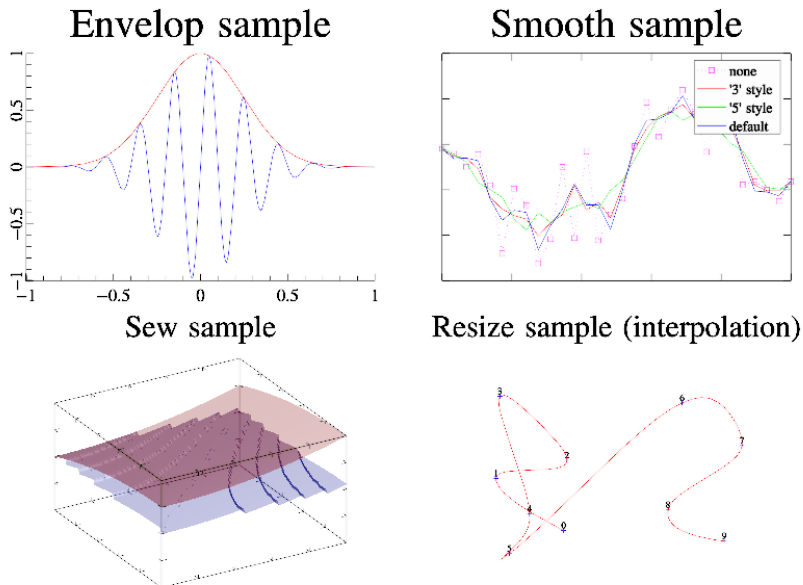 Envelop sample
Smooth sample
1
0.5
0
−0.5
−1
−1
−0.5
0
0.5
1
none
'3' style
'5' style
default
Sew sample
Resize sample (interpolation)
3
6
2
7
1
4
0
8
5
9